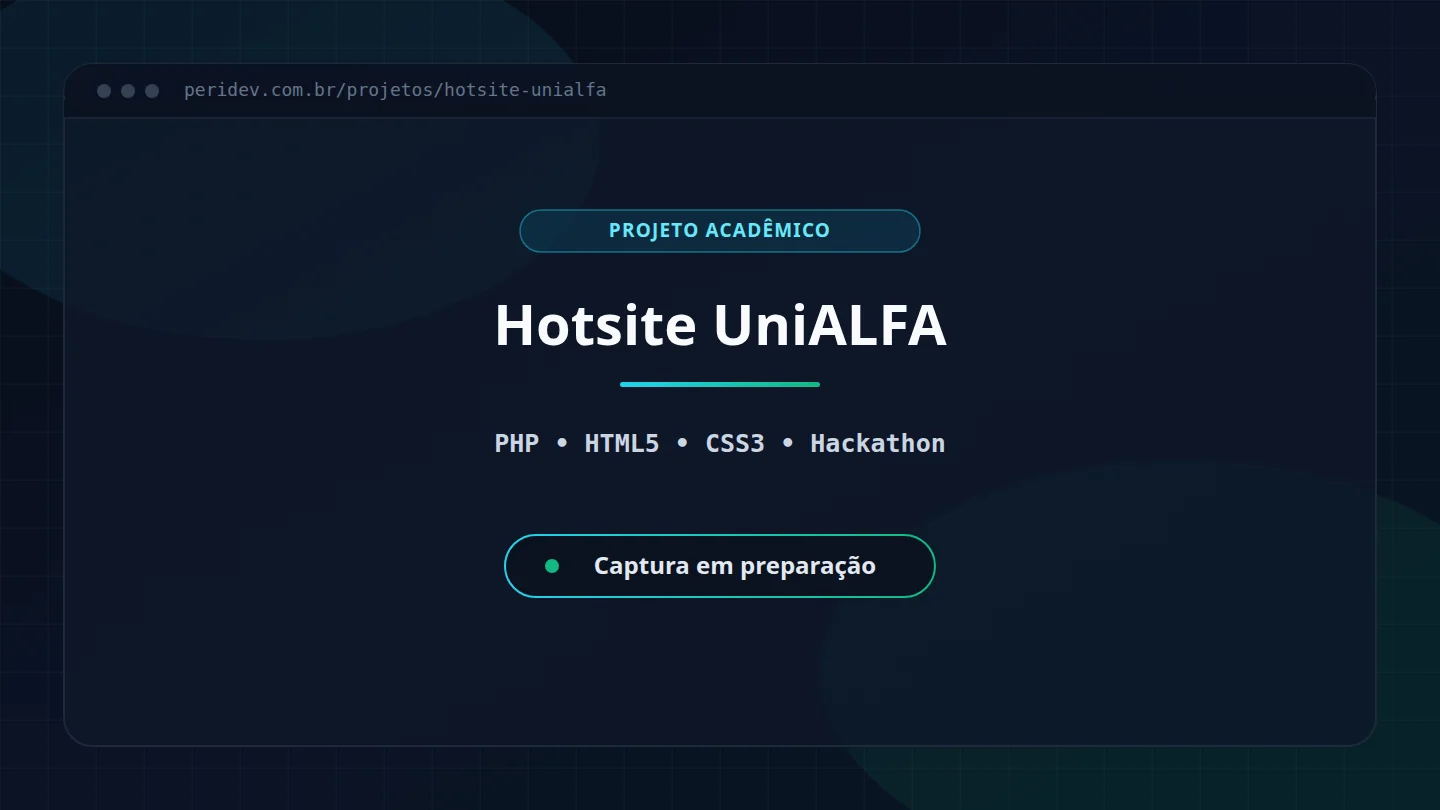 peridev.com.br/projetos/hotsite-unialfa
PROJETO ACADÊMICO
Hotsite UniALFA
PHP • HTML5 • CSS3 • Hackathon
Captura em preparação